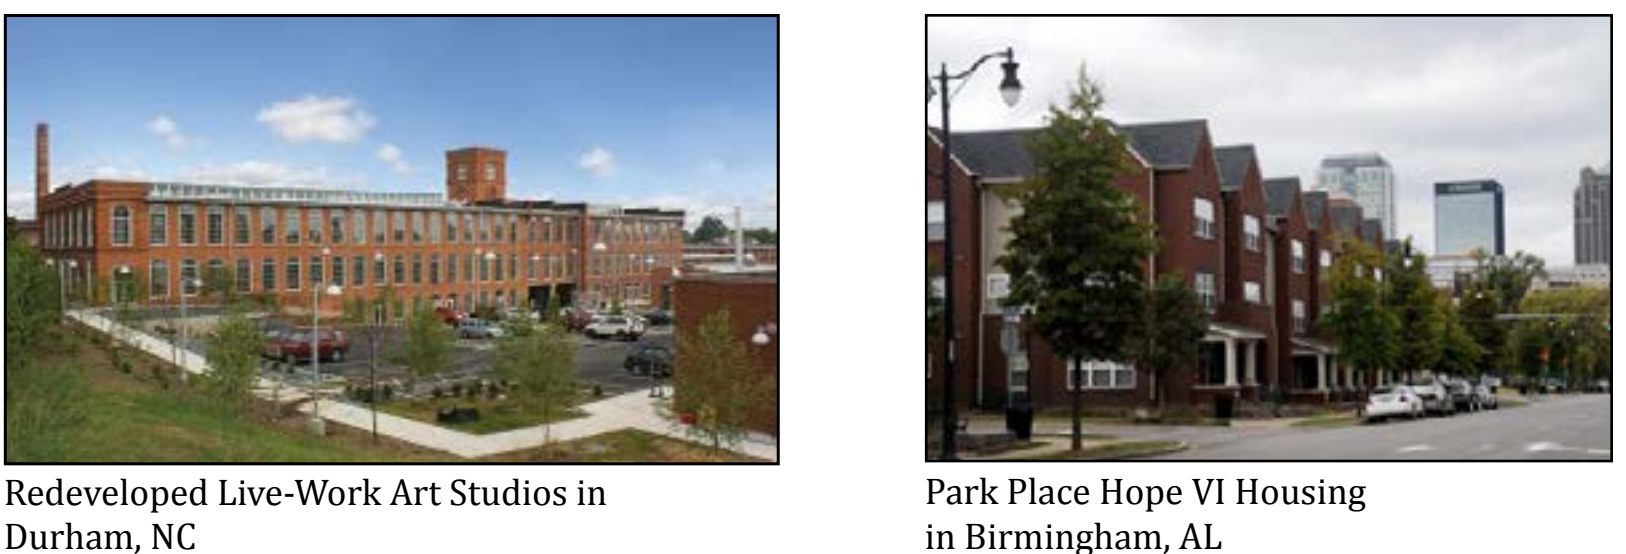 Redeveloped Live-Work Art Studios in
Durham, NC
Park Place Hope VI Housing
in Birmingham, AL